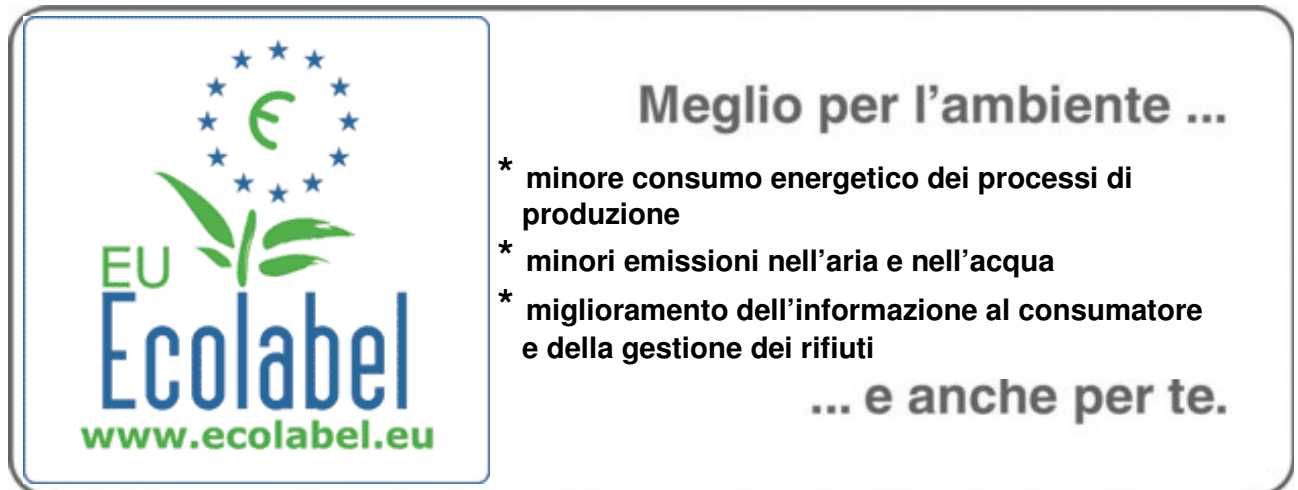 EU
Ecolabel
www.ecolabel.eu
Meglio per l'ambiente ...
* minore consumo energetico dei processi di
produzione
* minori emissioni nell'aria e nell'acqua
* miglioramento dell'informazione al consumatore
e della gestione dei rifiuti
... e anche per te.